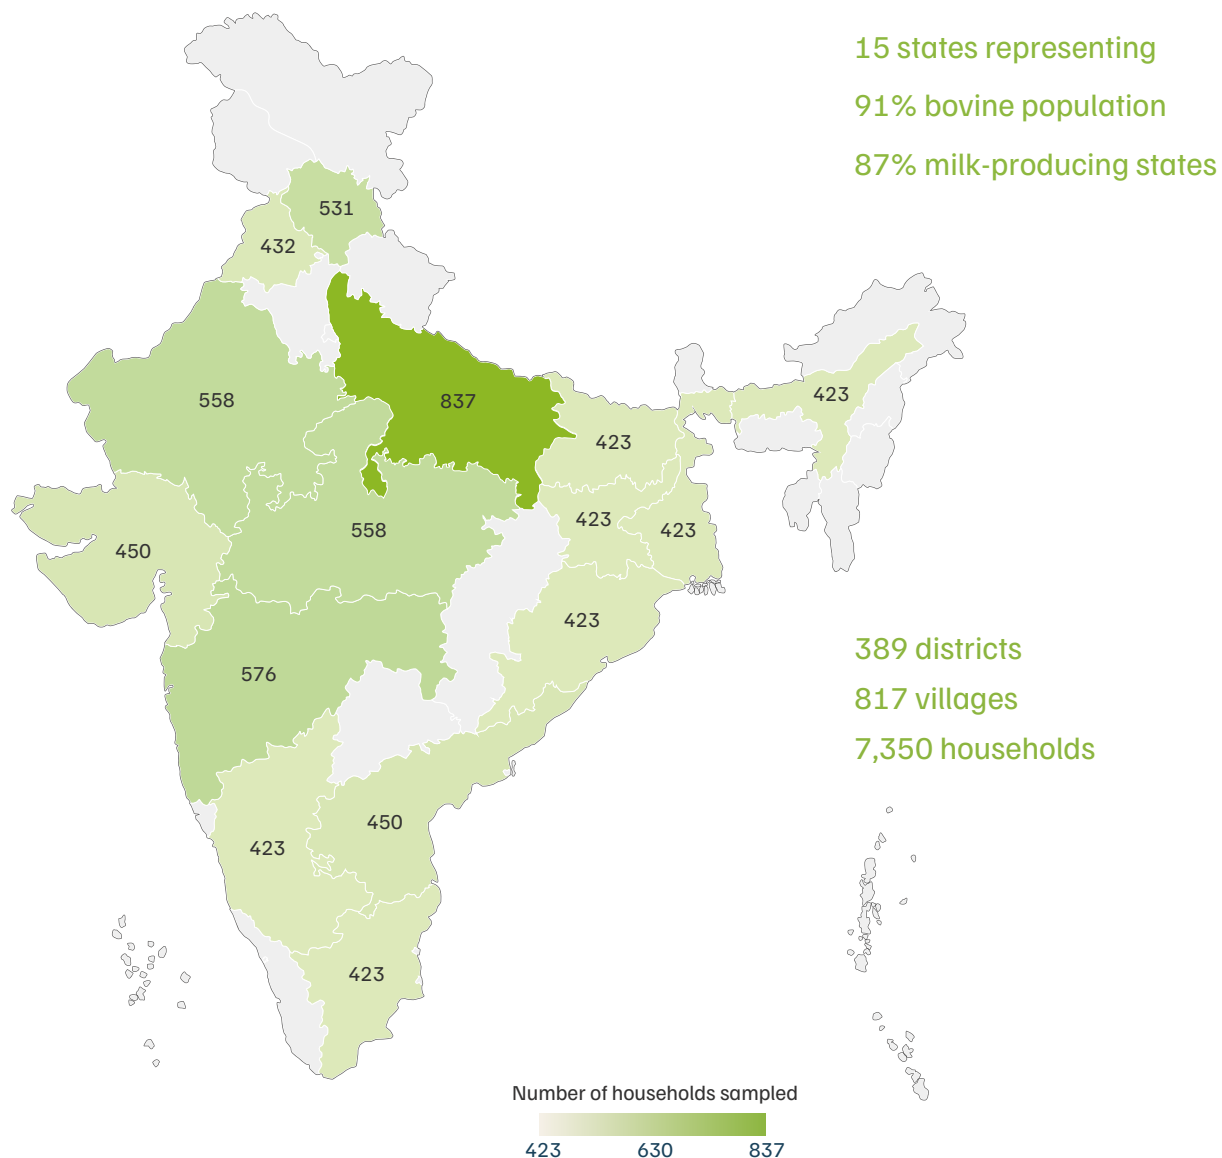 15 states representing
91% bovine population
87% milk-producing states
531
432
558
837
423
423
450
558
423
423
423
576
389 districts
817 villages
7,350 households
423
450
423
Number of households sampled
423 630 837